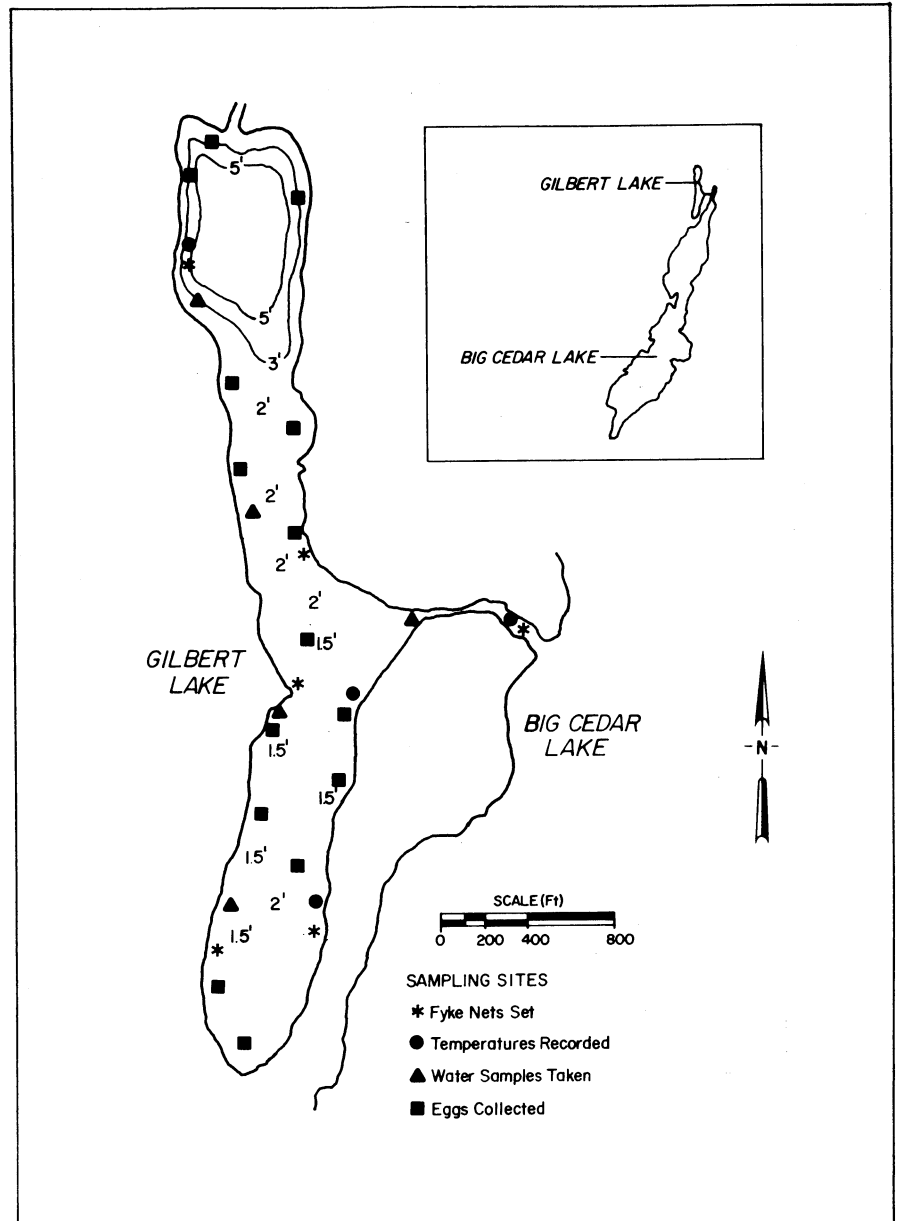 5'
5'
3'
2'
2'
2'
2'
1.5'
1.5'
1.5'
1.5'
2'
1.5'
GILBERT
LAKE
BIG CEDAR
LAKE
GILBERT LAKE
BIG CEDAR LAKE
-N-
SCALE (Ft)
0 200 400 800
SAMPLING SITES
* Fyke Nets Set
● Temperatures Recorded
▲ Water Samples Taken
■ Eggs Collected